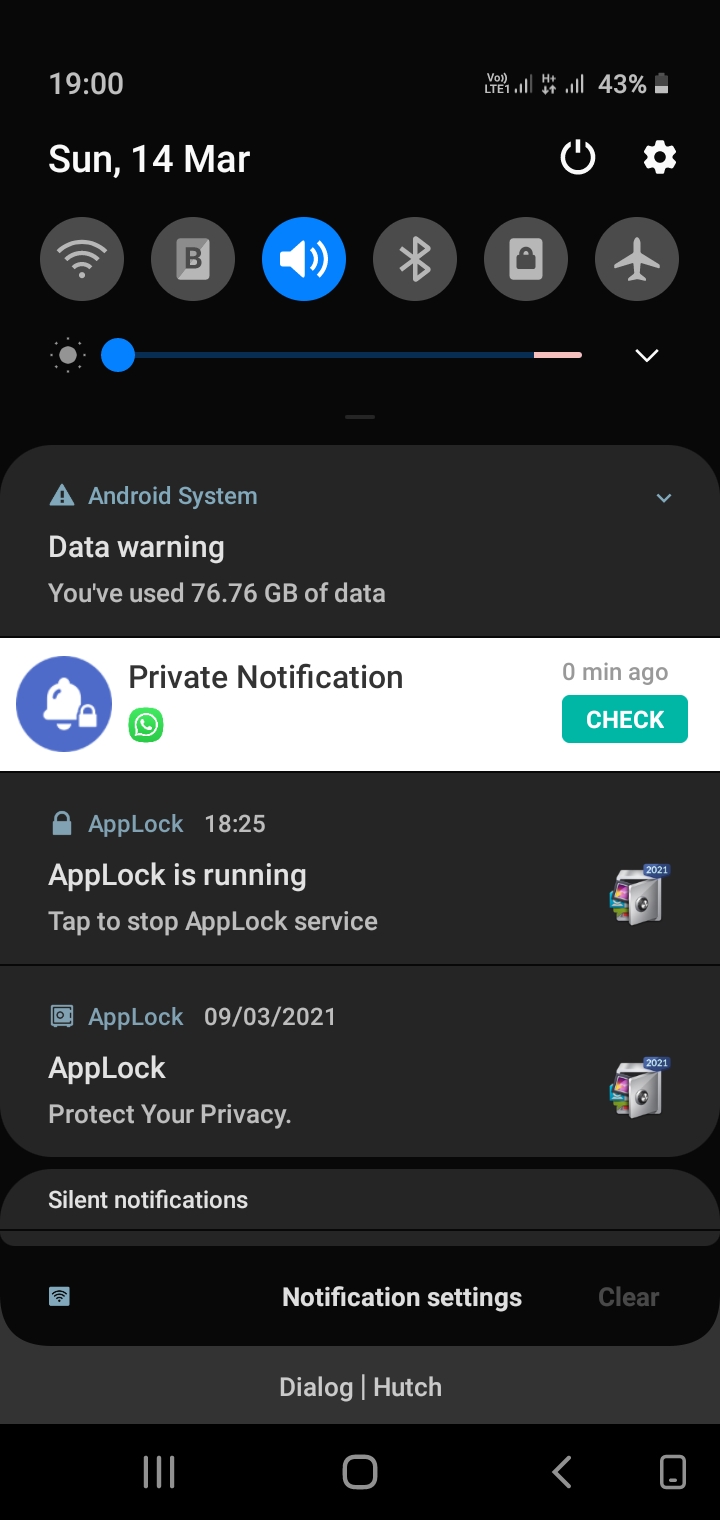 19:00
Vo)) LTE1 H+ 43%
Sun, 14 Mar
B
Android System
Data warning
You've used 76.76 GB of data
Private Notification
0 min ago
CHECK
AppLock 18:25
AppLock is running
2021
Tap to stop AppLock service
AppLock 09/03/2021
AppLock
2021
Protect Your Privacy.
Silent notifications
Notification settings
Clear
Dialog | Hutch